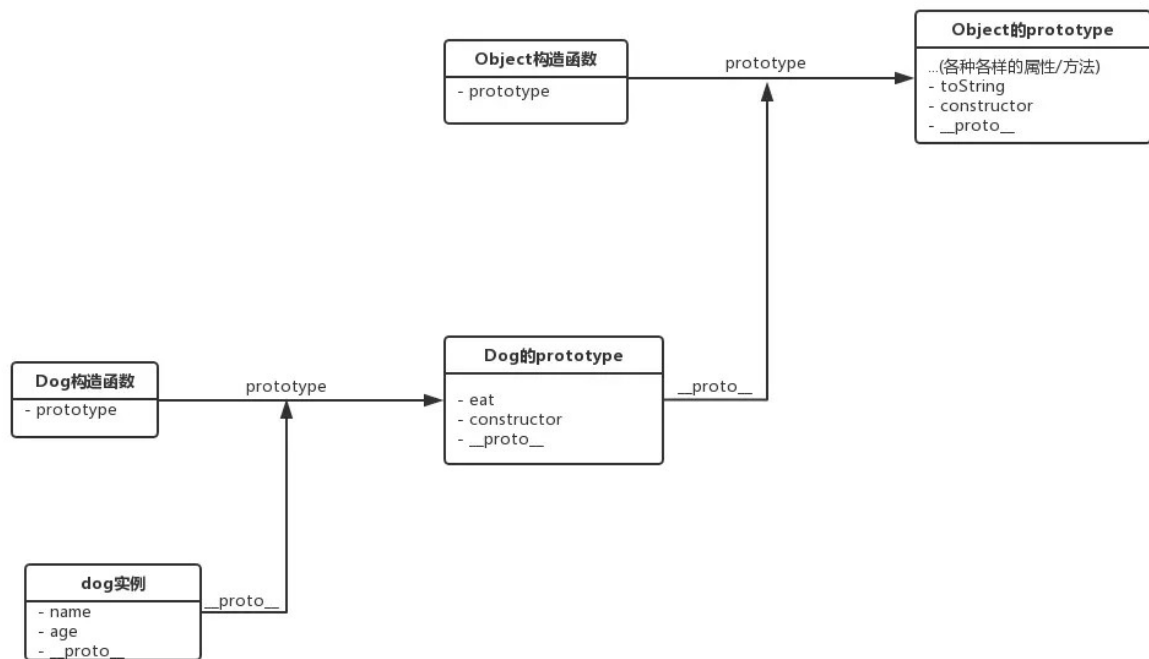 Object的prototype
...(各种各样的属性/方法)
- toString
- constructor
- __proto__
Object构造函数
- prototype
prototype
Dog的prototype
- eat
- constructor
- __proto__
__proto__
Dog构造函数
- prototype
prototype
dog实例
- name
- age
- __proto__
__proto__